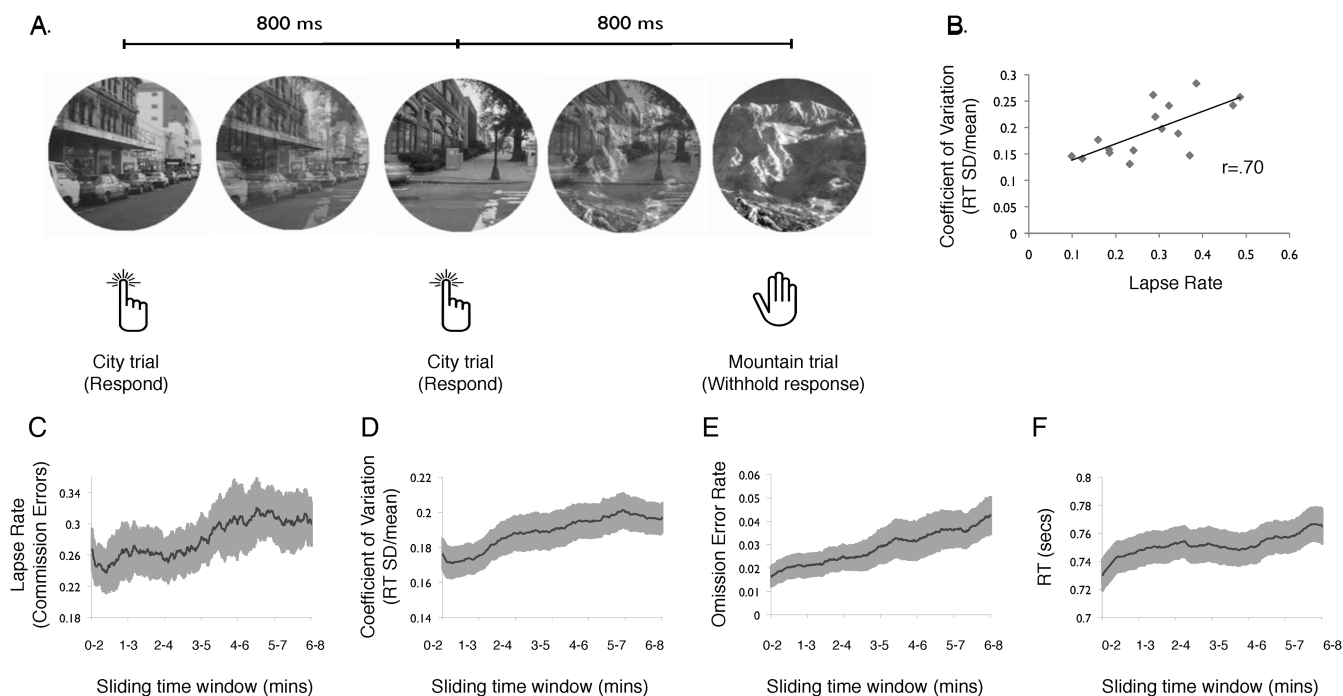 A.
800 ms
800 ms
City trial
(Respond)
City trial
(Respond)
Mountain trial
(Withhold response)
B.
Coefficient of Variation
(RT SD/mean)
0.3
0.25
0.2
0.15
0.1
0.05
0
0
0.1
0.2
0.3
0.4
0.5
0.6
r=.70
Lapse Rate
C
Lapse Rate
(Commission Errors)
0.34
0.3
0.26
0.22
0.18
0-2
1-3
2-4
3-5
4-6
5-7
6-8
Sliding time window (mins)
D
Coefficient of Variation
(RT SD/mean)
0.22
0.2
0.18
0.16
0.14
0-2
1-3
2-4
3-5
4-6
5-7
6-8
Sliding time window (mins)
E
Omission Error Rate
0.06
0.05
0.04
0.03
0.02
0.01
0
0-2
1-3
2-4
3-5
4-6
5-7
6-8
Sliding time window (mins)
F
RT (secs)
0.8
0.78
0.76
0.74
0.72
0.7
0-2
1-3
2-4
3-5
4-6
5-7
6-8
Sliding time window (mins)